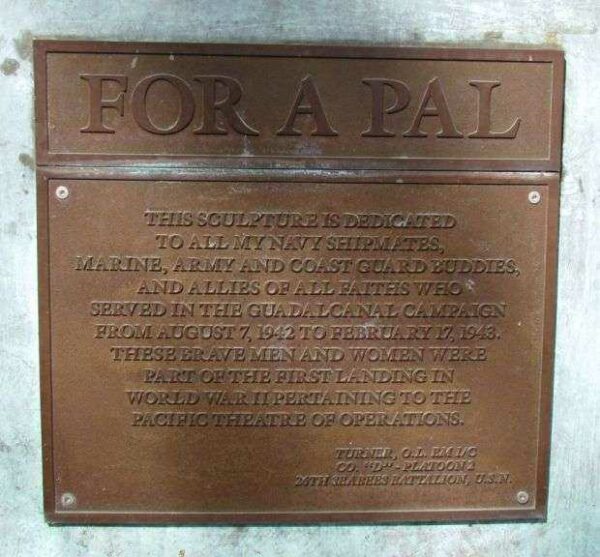 FOR A PAL
THIS SCULPTURE IS DEDICATED
TO ALL MY NAVY SHIPMATES,
MARINE, ARMY AND COAST GUARD BUDDIES,
AND ALLIES OF ALL FAITHS WHO
SERVED IN THE GUADALCANAL CAMPAIGN
FROM AUGUST 7, 1942 TO FEBRUARY 17, 1943.
THESE BRAVE MEN AND WOMEN WERE
PART OF THE FIRST LANDING IN
WORLD WAR II PERTAINING TO THE
PACIFIC THEATRE OF OPERATIONS.
TURNER, O.L. EM 1/C
CO. "D" - PLATOON 2
26TH SEABEES BATTALION, U.S.N.